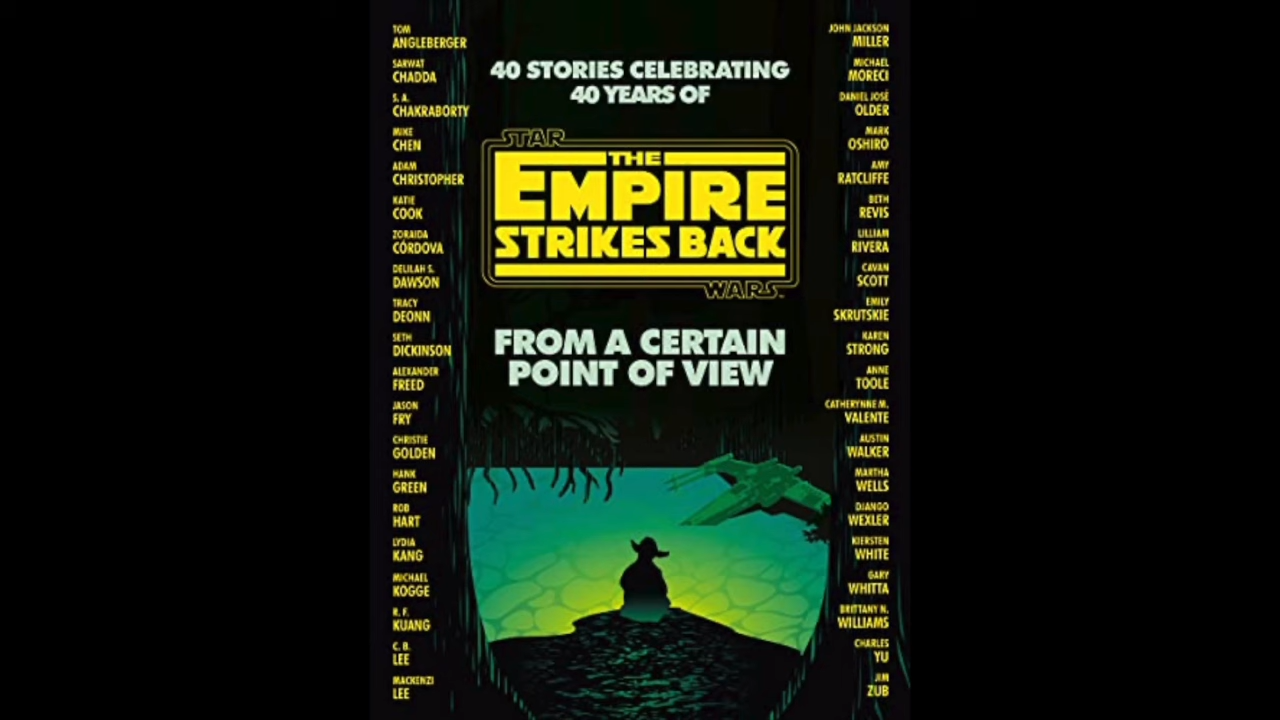 TOM
ANGLEBERGER
SARWAT
CHADDA
S. A.
CHAKRABORTY
MIKE
CHEN
ADAM
CHRISTOPHER
KATIE
COOK
ZORAIDA
CÓRDOVA
DELILAH S.
DAWSON
TRACY
DEONN
SETH
DICKINSON
ALEXANDER
FREED
JASON
FRY
CHRISTIE
GOLDEN
HANK
GREEN
ROB
HART
LYDIA
KANG
MICHAEL
KOGGE
R. F.
KUANG
C. B.
LEE
MACKENZI
LEE
40 STORIES CELEBRATING
40 YEARS OF
STAR
THE
EMPIRE
STRIKES BACK
WARS™
FROM A CERTAIN
POINT OF VIEW
JOHN JACKSON
MILLER
MICHAEL
MORECI
DANIEL JOSÉ
OLDER
MARK
OSHIRO
AMY
RATCLIFFE
BETH
REVIS
LILLIAM
RIVERA
CAVAN
SCOTT
EMILY
SKRUTSKIE
KAREN
STRONG
ANNE
TOOLE
CATHERYNNE M.
VALENTE
AUSTIN
WALKER
MARTHA
WELLS
DJANGO
WEXLER
KIERSTEN
WHITE
GARY
WHITTA
BRITTANY N.
WILLIAMS
CHARLES
YU
JIM
ZUB